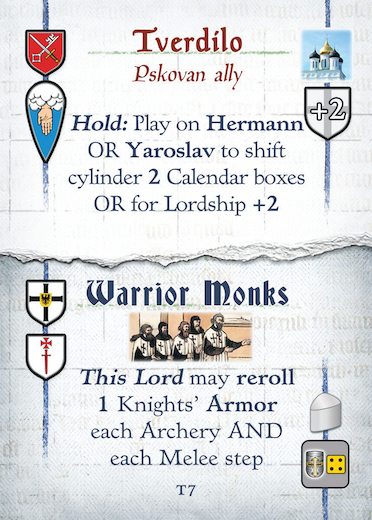 Tverdílo
Pskovan ally
+2
Hold: Play on Hermann
OR Yaroslav to shift
cylinder 2 Calendar boxes
OR for Lordship +2
Warrior Monks
This Lord may reroll
1 Knights' Armor
each Archery AND
each Melee step
T7